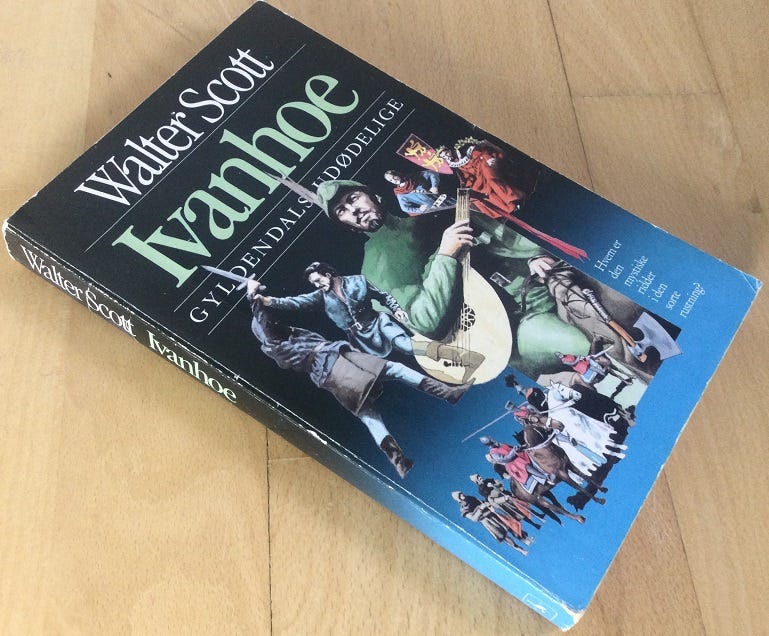 Walter Scott
Ivanhoe
GYLDENDALS UDØDELIGE
Hvem er
den
mystiske
ridder
i den
sorte
rustning?
Walter Scott Ivanhoe